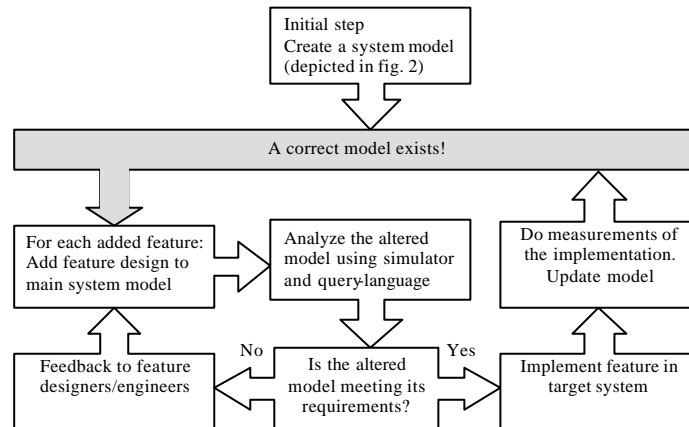 Initial step
Create a system model
(depicted in fig. 2)
A correct model exists!
For each added feature:
Add feature design to
main system model
Analyze the altered
model using simulator
and query-language
Do measurements of
the implementation.
Update model
Feedback to feature
designers/engineers
No
Is the altered
model meeting its
requirements?
Yes
Implement feature in
target system